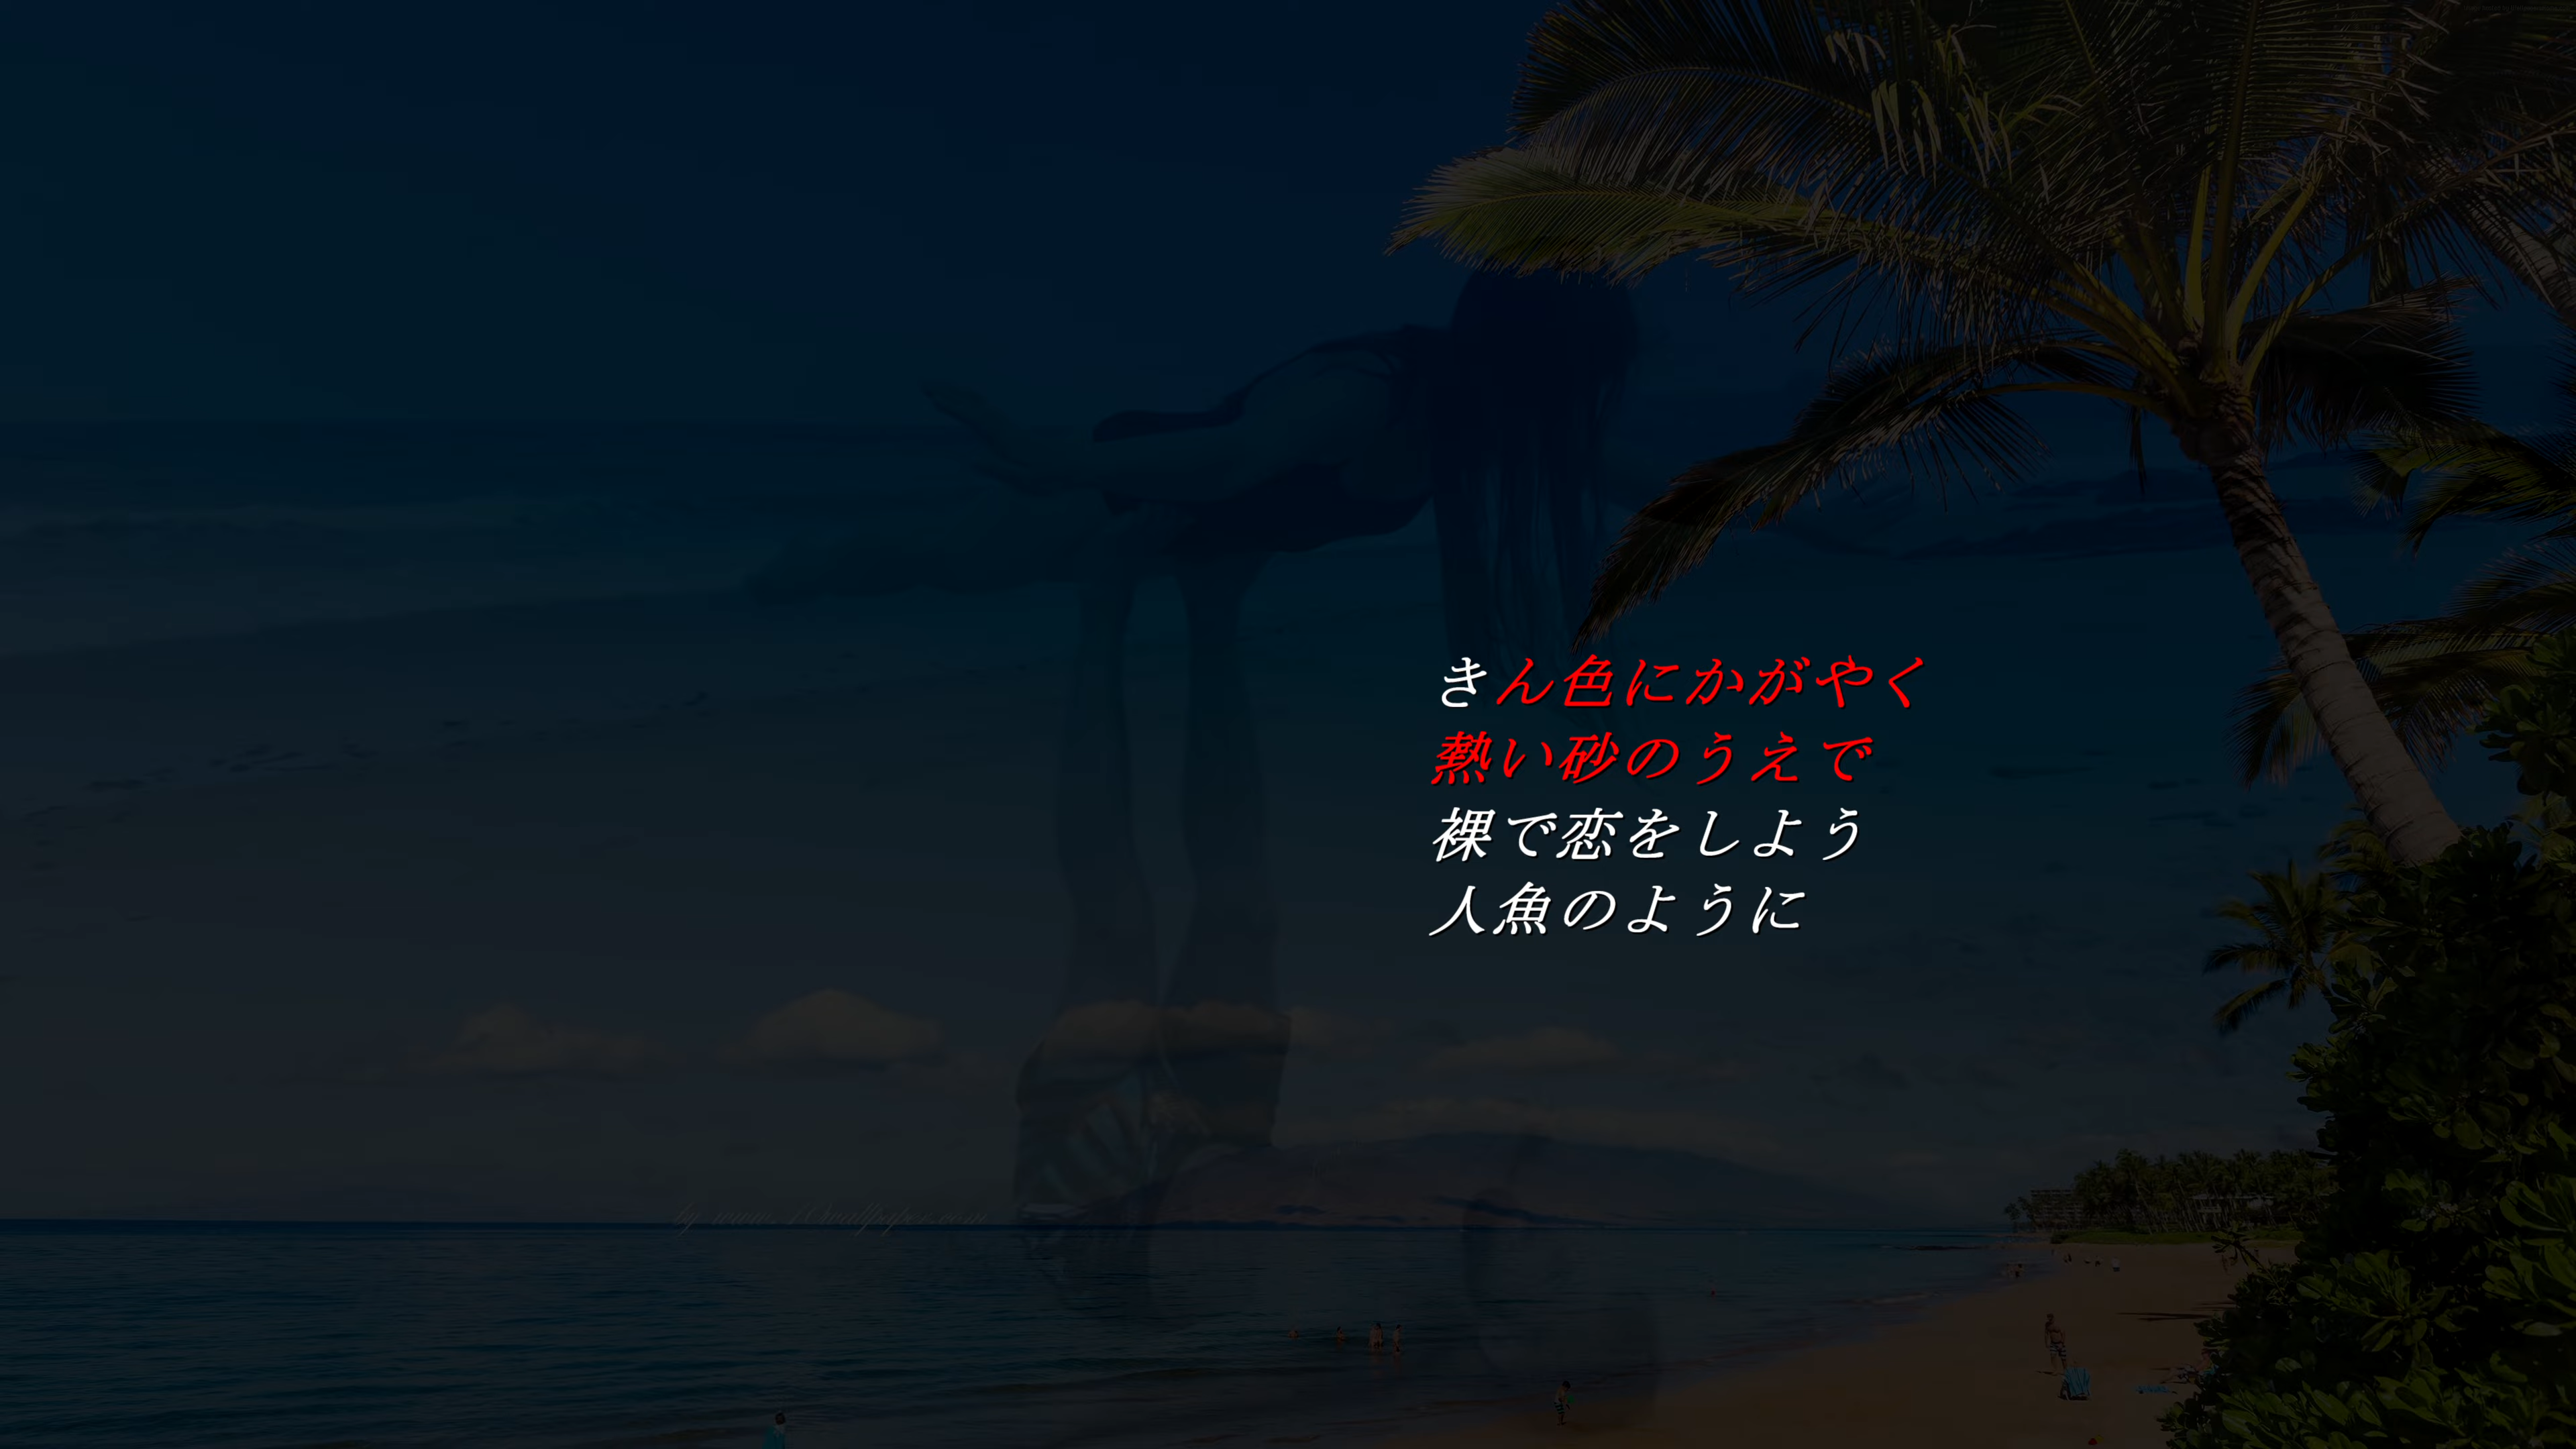 きん色にかがやく
熱い砂のうえで
裸で恋をしよう
人魚のように